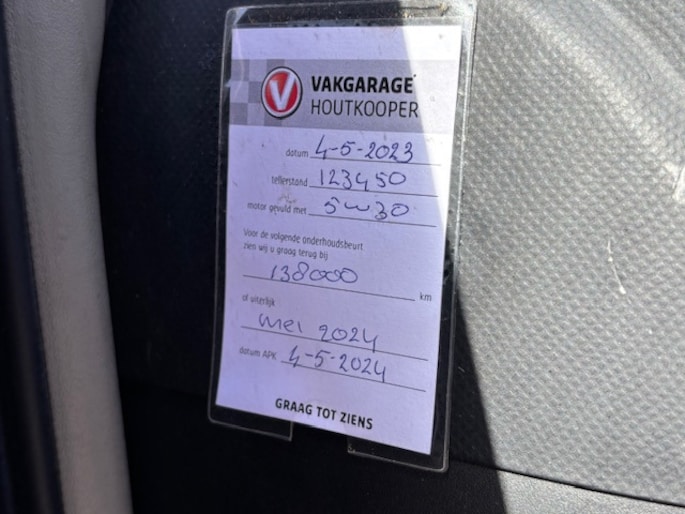 V VAKGARAGE
HOUTKOOPER
datum 4-5-2023
tellerstand 123450
motor gevuld met 5w30
Voor de volgende onderhoudsbeurt
zien wij u graag terug bij
138000 km
of uiterlijk
mei 2024
datum APK 4-5-2024
GRAAG TOT ZIENS